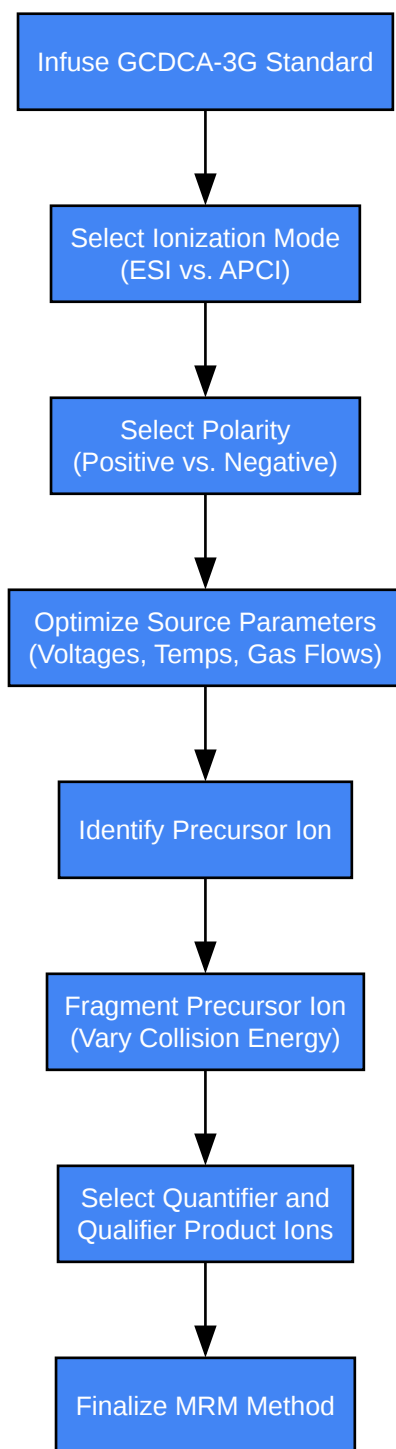 Infuse GCDCA-3G Standard
Select Ionization Mode
(ESI vs. APCI)
Select Polarity
(Positive vs. Negative)
Optimize Source Parameters
(Voltages, Temps, Gas Flows)
Identify Precursor Ion
Fragment Precursor Ion
(Vary Collision Energy)
Select Quantifier and
Qualifier Product Ions
Finalize MRM Method